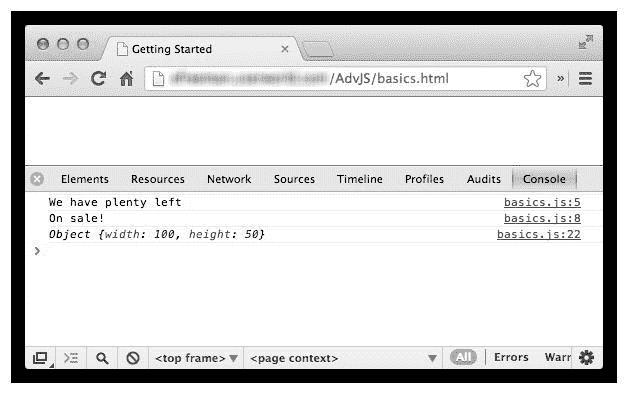 Getting Started
/AdvJS/basics.html
Elements Resources Network Sources Timeline Profiles Audits Console
We have plenty left basics.js:5
On sale! basics.js:8
Object {width: 100, height: 50} basics.js:22
<top frame> <page context> All Errors Warr